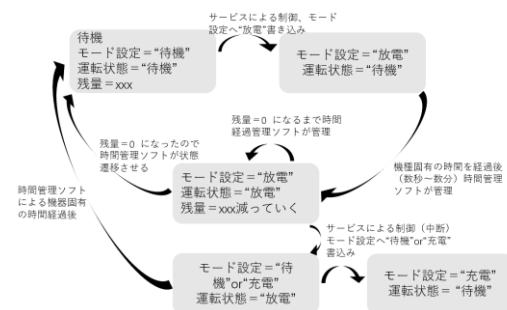 サービスによる制御、モード
設定へ“放電”書き込み
待機
モード設定＝“待機”
運転状態＝“待機”
残量＝xxx
モード設定＝“放電”
運転状態＝“待機”
残量＝0 になるまで時間
経過管理ソフトが管理
残量＝0 になったので
時間管理ソフトが状態
遷移させる
機種固有の時間を経過後
（数秒～数分）時間管理
ソフトが管理
モード設定＝“放電”
運転状態＝“放電”
残量＝xxx減っていく
時間管理ソフト
による機器固有
の時間経過後
サービスによる制御（中断）
モード設定へ“待機”or“充電”
書込み
モード設定＝“待
機”or“充電”
運転状態＝“放電”
モード設定＝“充電”
運転状態＝“待機”